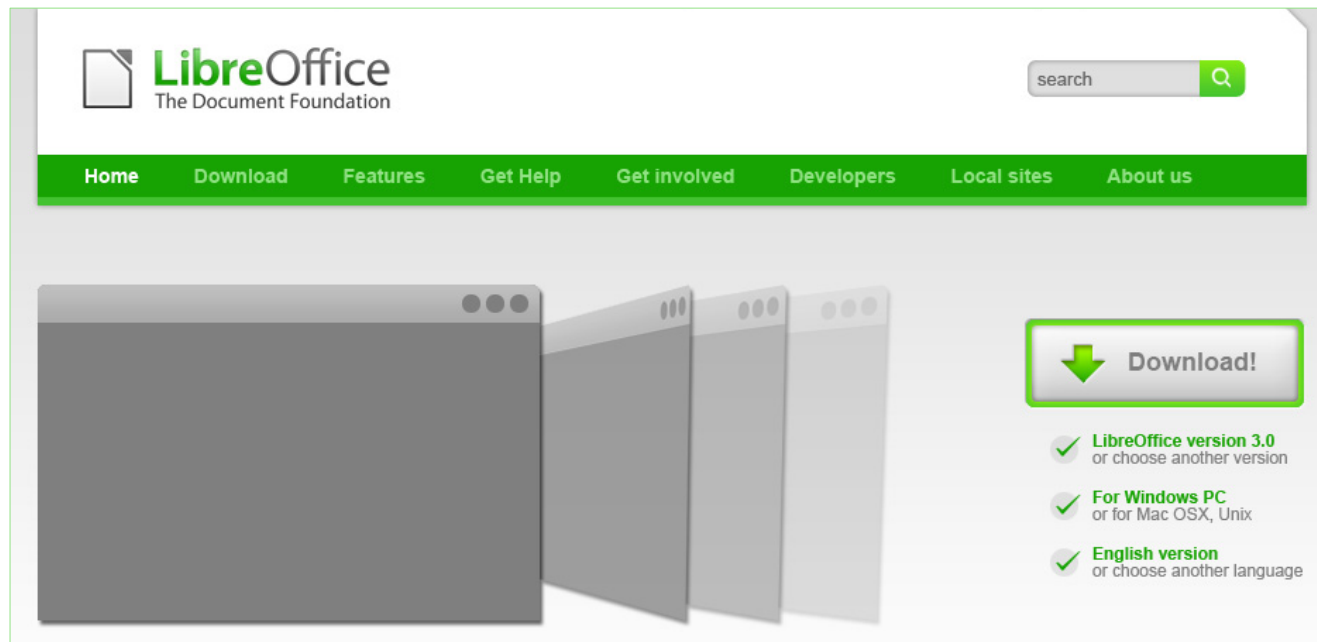 LibreOffice
The Document Foundation
search
Home Download Features Get Help Get involved Developers Local sites About us
Download!
LibreOffice version 3.0
or choose another version
For Windows PC
or for Mac OSX, Unix
English version
or choose another language